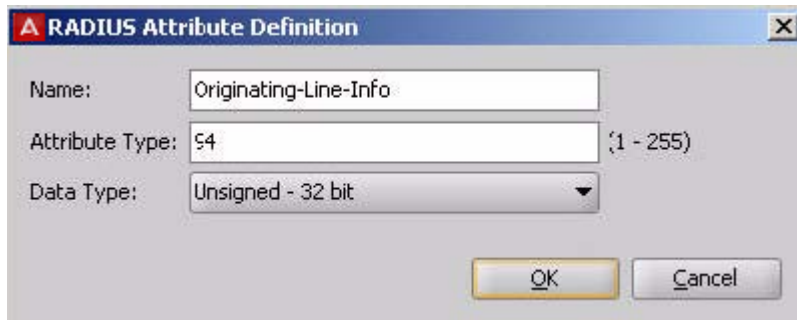 RADIUS Attribute Definition
Name: Originating-Line-Info
Attribute Type: 94 (1 - 255)
Data Type: Unsigned - 32 bit
OK Cancel